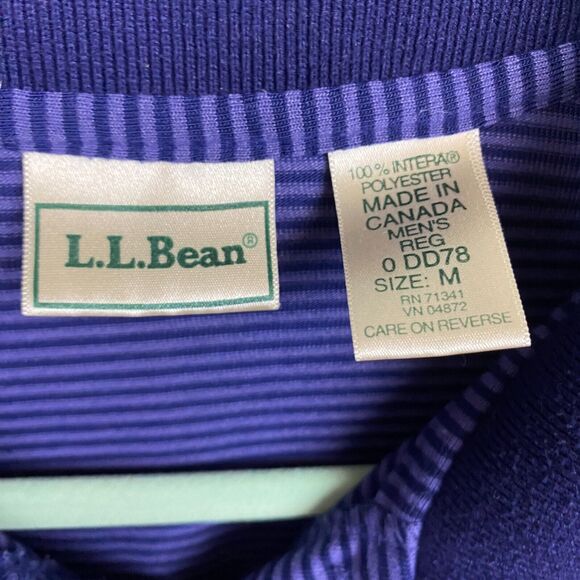 L.L.Bean®
100% INTERA®
POLYESTER
MADE IN
CANADA
MEN'S
REG
0 DD78
SIZE: M
RN 71341
VN 04872
CARE ON REVERSE